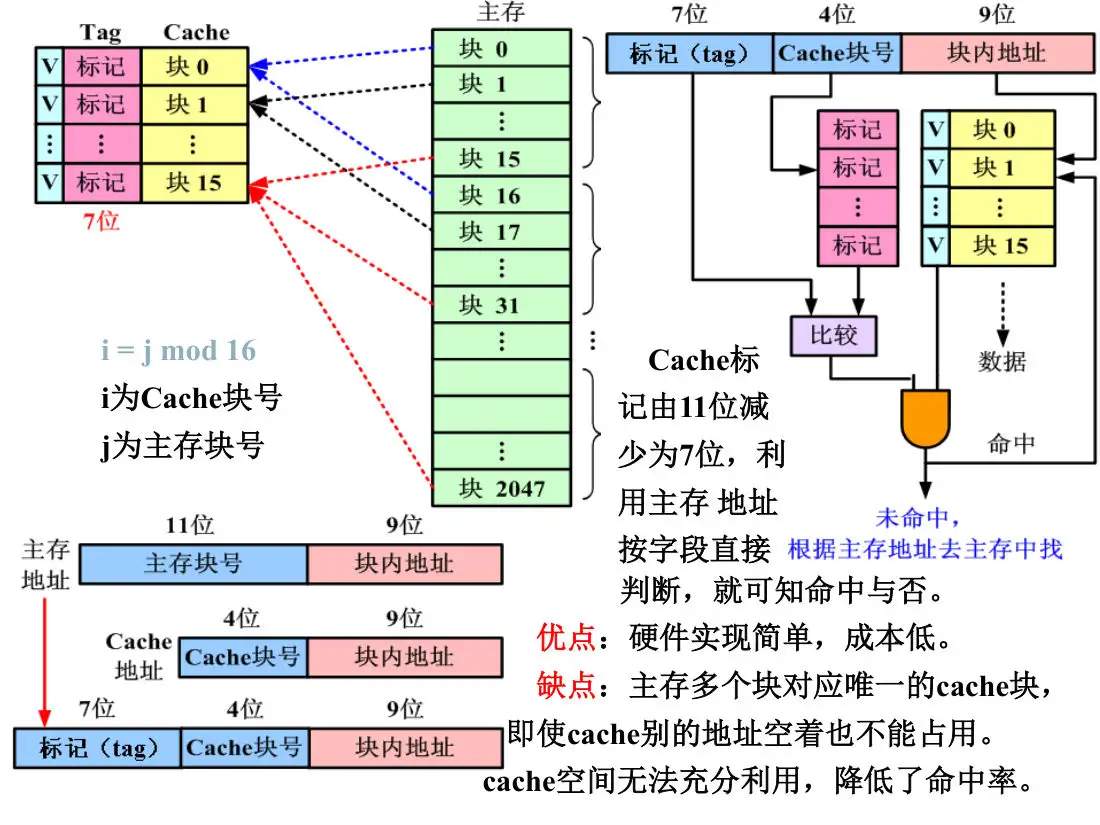 Tag Cache
V 标记 块 0
V 标记 块 1
⋮ ⋮ ⋮
V 标记 块 15
7位
主存
块 0
块 1
⋮
块 15
块 16
块 17
⋮
块 31
⋮
⋮
块 2047
⋮
7位 4位 9位
标记（tag） Cache块号 块内地址
标记
标记
⋮
标记
V 块 0
V 块 1
⋮ ⋮
V 块 15
比较
数据
命中
未命中，
根据主存地址去主存中找
i = j mod 16
i为Cache块号
j为主存块号
Cache标
记由11位减
少为7位，利
用主存 地址
按字段直接
判断，就可知命中与否。
11位 9位
主存
地址
主存块号 块内地址
4位 9位
Cache
地址
Cache块号 块内地址
7位 4位 9位
标记（tag） Cache块号 块内地址
优点：硬件实现简单，成本低。
缺点：主存多个块对应唯一的cache块，
即使cache别的地址空着也不能占用。
cache空间无法充分利用，降低了命中率。